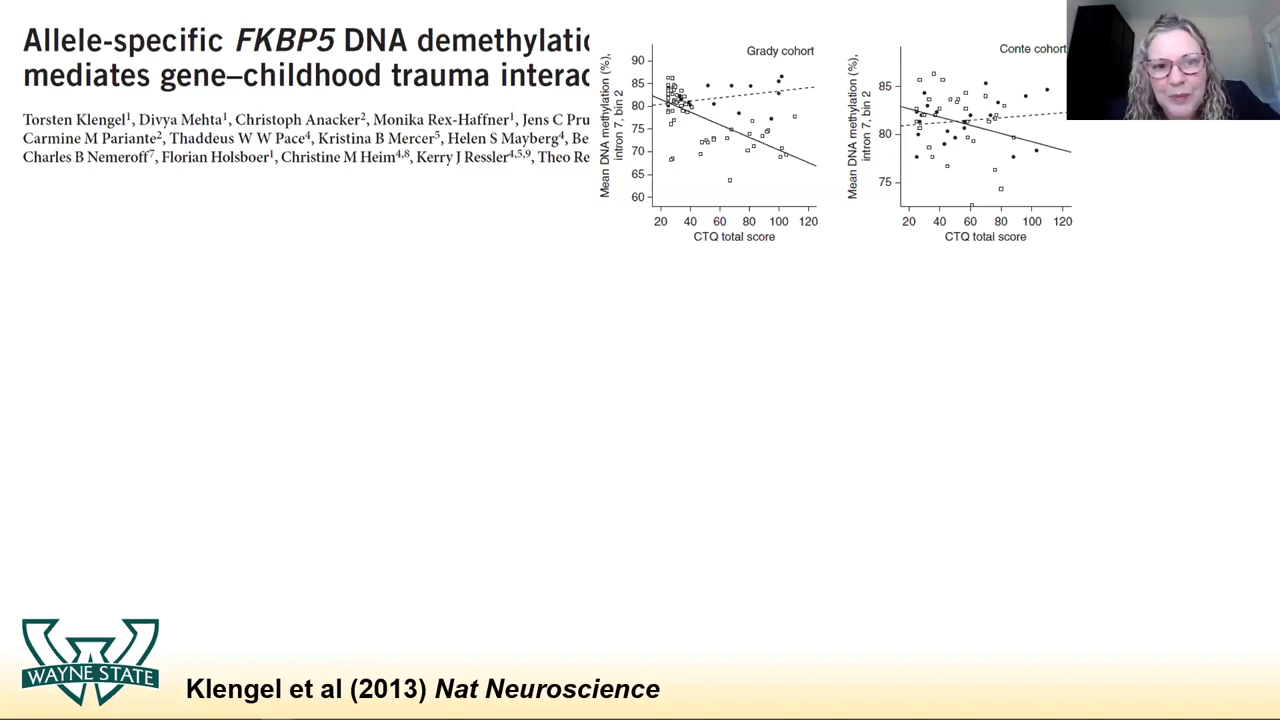 Allele-specific FKBP5 DNA
mediates gene–childhood trauma
Torsten Klengel1, Divya Mehta1, Christoph Anacker2, Monika Rex-Haffner1, Jens C Pru
Carmine M Pariante2, Thaddeus W W Pace4, Kristina B Mercer5, Helen S Mayberg4, Be
Charles B Nemeroff7, Florian Holsboer1, Christine M Heim4,8, Kerry J Ressler4,5,9, Theo Re
Grady cohort
Mean DNA methylation (%),
intron 7, bin 2
90
85
80
75
70
65
60
20 40 60 80 100 120
CTQ total score
Conte cohort
Mean DNA methylation (%),
intron 7, bin 2
85
80
75
20 40 60 80 100 120
CTQ total score
WAYNE STATE
Klengel et al (2013) Nat Neuroscience